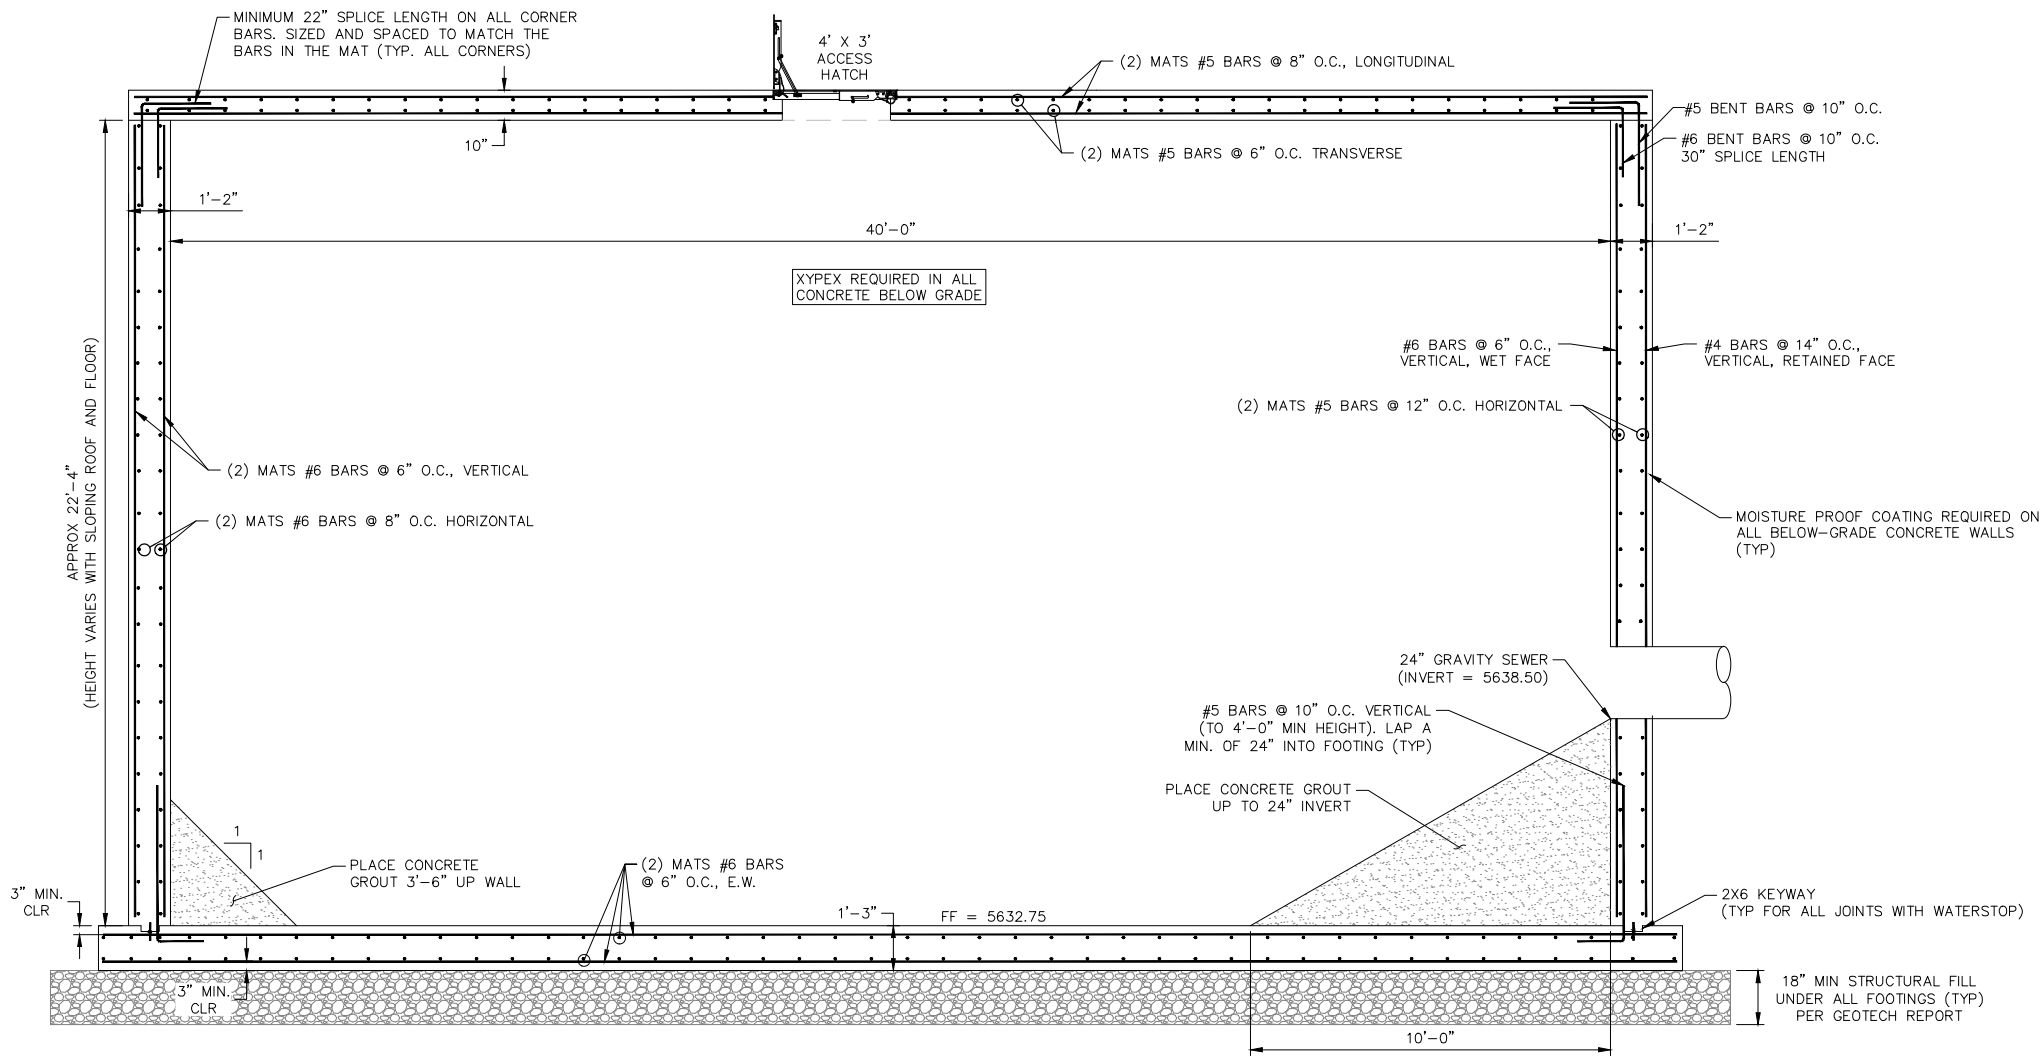 MINIMUM 22" SPLICE LENGTH ON ALL CORNER
BARS. SIZED AND SPACED TO MATCH THE
BARS IN THE MAT (TYP. ALL CORNERS)
4' X 3'
ACCESS
HATCH
(2) MATS #5 BARS @ 8" O.C., LONGITUDINAL
#5 BENT BARS @ 10" O.C.
#6 BENT BARS @ 10" O.C.
30" SPLICE LENGTH
10"
(2) MATS #5 BARS @ 6" O.C. TRANSVERSE
1'-2"
40'-0"
1'-2"
XYPEX REQUIRED IN ALL
CONCRETE BELOW GRADE
#6 BARS @ 6" O.C.,
VERTICAL, WET FACE
#4 BARS @ 14" O.C.,
VERTICAL, RETAINED FACE
(2) MATS #5 BARS @ 12" O.C. HORIZONTAL
APPROX 22'-4"
(HEIGHT VARIES WITH SLOPING ROOF AND FLOOR)
(2) MATS #6 BARS @ 6" O.C., VERTICAL
(2) MATS #6 BARS @ 8" O.C. HORIZONTAL
MOISTURE PROOF COATING REQUIRED ON
ALL BELOW-GRADE CONCRETE WALLS
(TYP)
24" GRAVITY SEWER
(INVERT = 5638.50)
#5 BARS @ 10" O.C. VERTICAL
(TO 4'-0" MIN HEIGHT). LAP A
MIN. OF 24" INTO FOOTING (TYP)
PLACE CONCRETE GROUT
UP TO 24" INVERT
1
1
PLACE CONCRETE
GROUT 3'-6" UP WALL
(2) MATS #6 BARS
@ 6" O.C., E.W.
3" MIN.
CLR
1'-3"
FF = 5632.75
2X6 KEYWAY
(TYP FOR ALL JOINTS WITH WATERSTOP)
3" MIN.
CLR
18" MIN STRUCTURAL FILL
UNDER ALL FOOTINGS (TYP)
PER GEOTECH REPORT
10'-0"